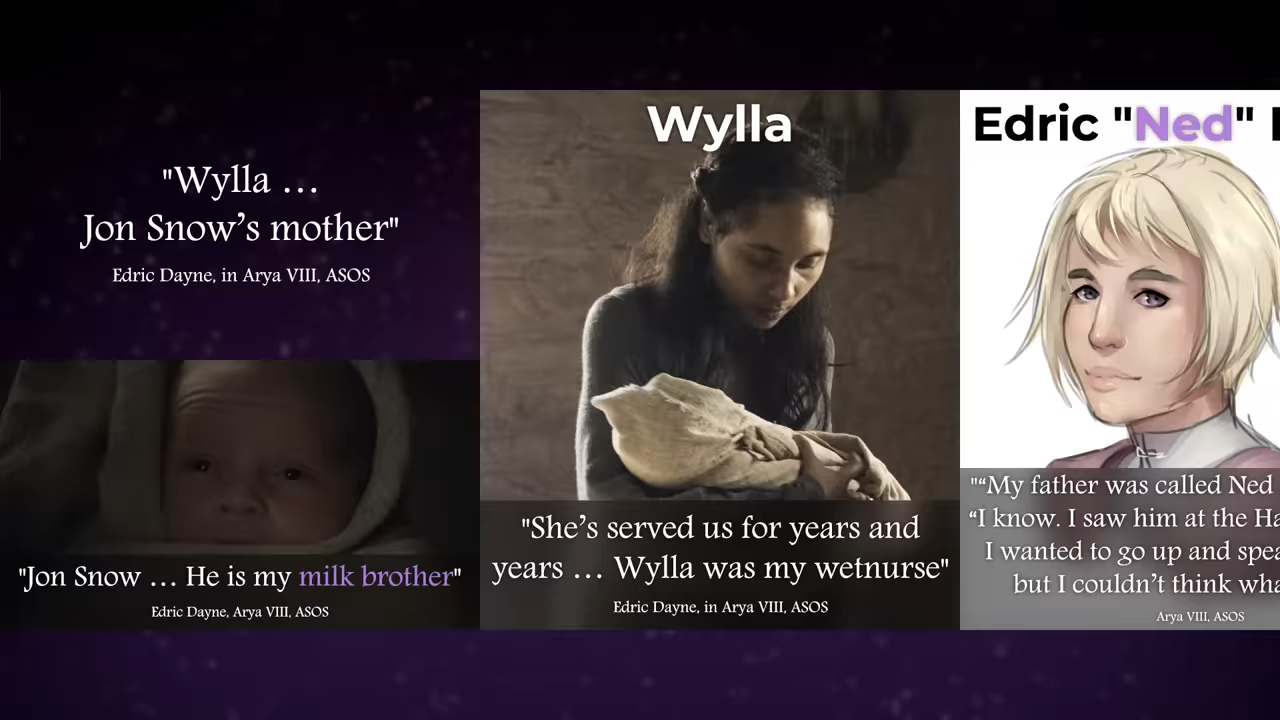 "Wylla …
Jon Snow’s mother"
Edric Dayne, in Arya VIII, ASOS
"Jon Snow … He is my milk brother"
Edric Dayne, Arya VIII, ASOS
Wylla
"She’s served us for years and
years … Wylla was my wetnurse"
Edric Dayne, in Arya VIII, ASOS
Edric "Ned"
"“My father was called Ned
“I know. I saw him at the
I wanted to go up and
but I couldn’t think
Arya VIII, ASOS